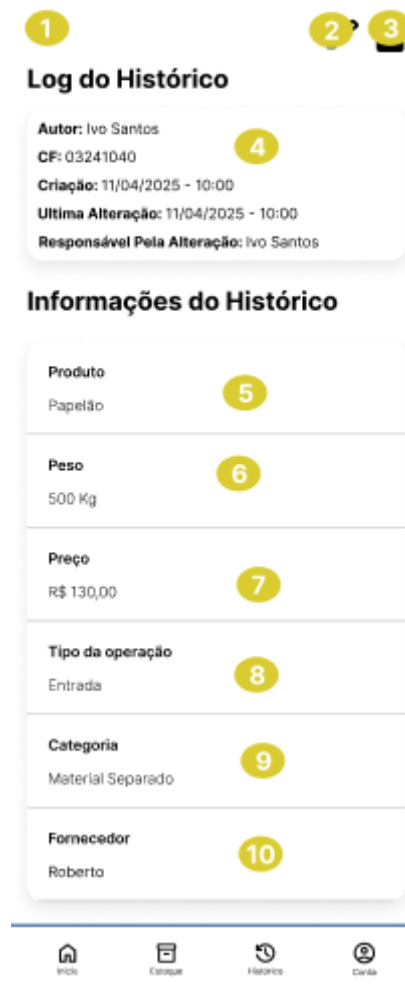 1
2
3
Log do Histórico
Autor: Ivo Santos
CF: 03241040
4
Criação: 11/04/2025 - 10:00
Ultima Alteração: 11/04/2025 - 10:00
Responsável Pela Alteração: Ivo Santos
Informações do Histórico
Produto
5
Papelão
Peso
6
500 Kg
Preço
7
R$ 130,00
Tipo da operação
8
Entrada
Categoria
9
Material Separado
Fornecedor
10
Roberto
Início Estoque Histórico Conta